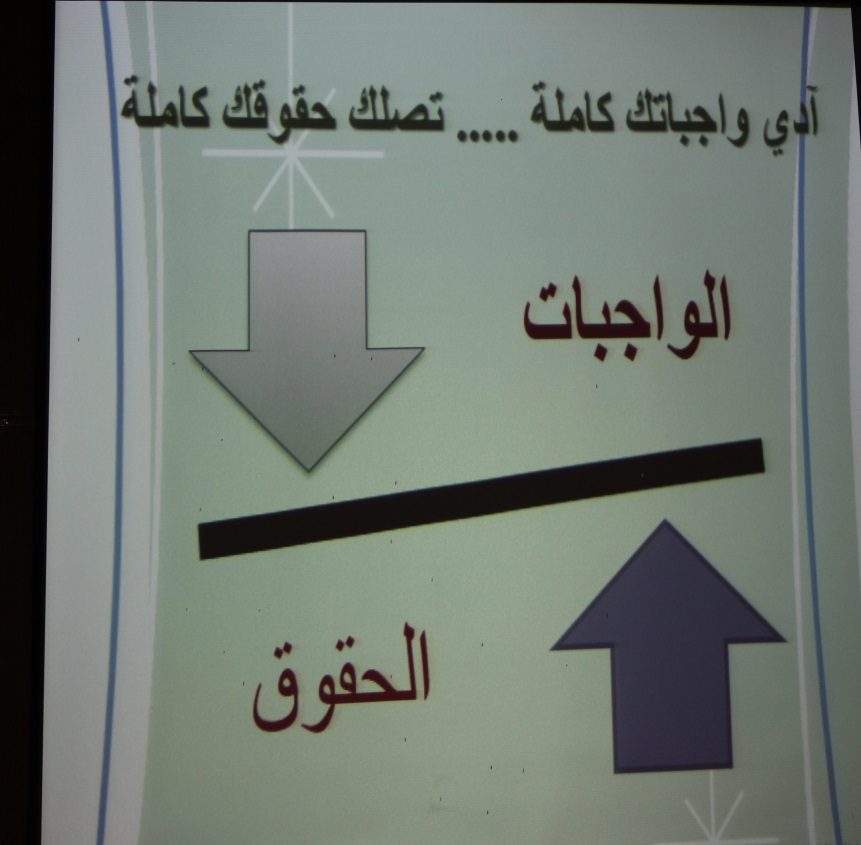 آدي واجباتك كاملة ..... تصلك حقوقك كاملة
الواجبات
الحقوق